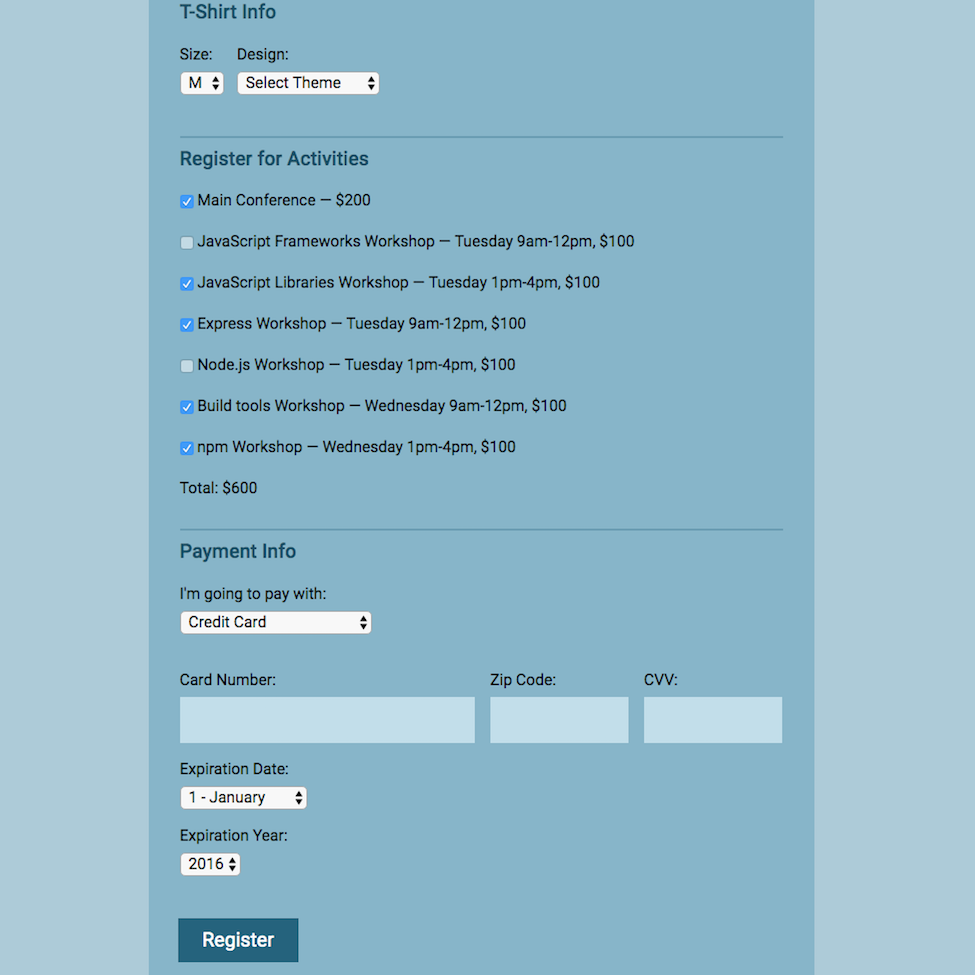 T-Shirt Info
Size: Design:
M Select Theme
Register for Activities
Main Conference — $200
JavaScript Frameworks Workshop — Tuesday 9am-12pm, $100
JavaScript Libraries Workshop — Tuesday 1pm-4pm, $100
Express Workshop — Tuesday 9am-12pm, $100
Node.js Workshop — Tuesday 1pm-4pm, $100
Build tools Workshop — Wednesday 9am-12pm, $100
npm Workshop — Wednesday 1pm-4pm, $100
Total: $600
Payment Info
I'm going to pay with:
Credit Card
Card Number: Zip Code: CVV:
Expiration Date:
1 - January
Expiration Year:
2016
Register